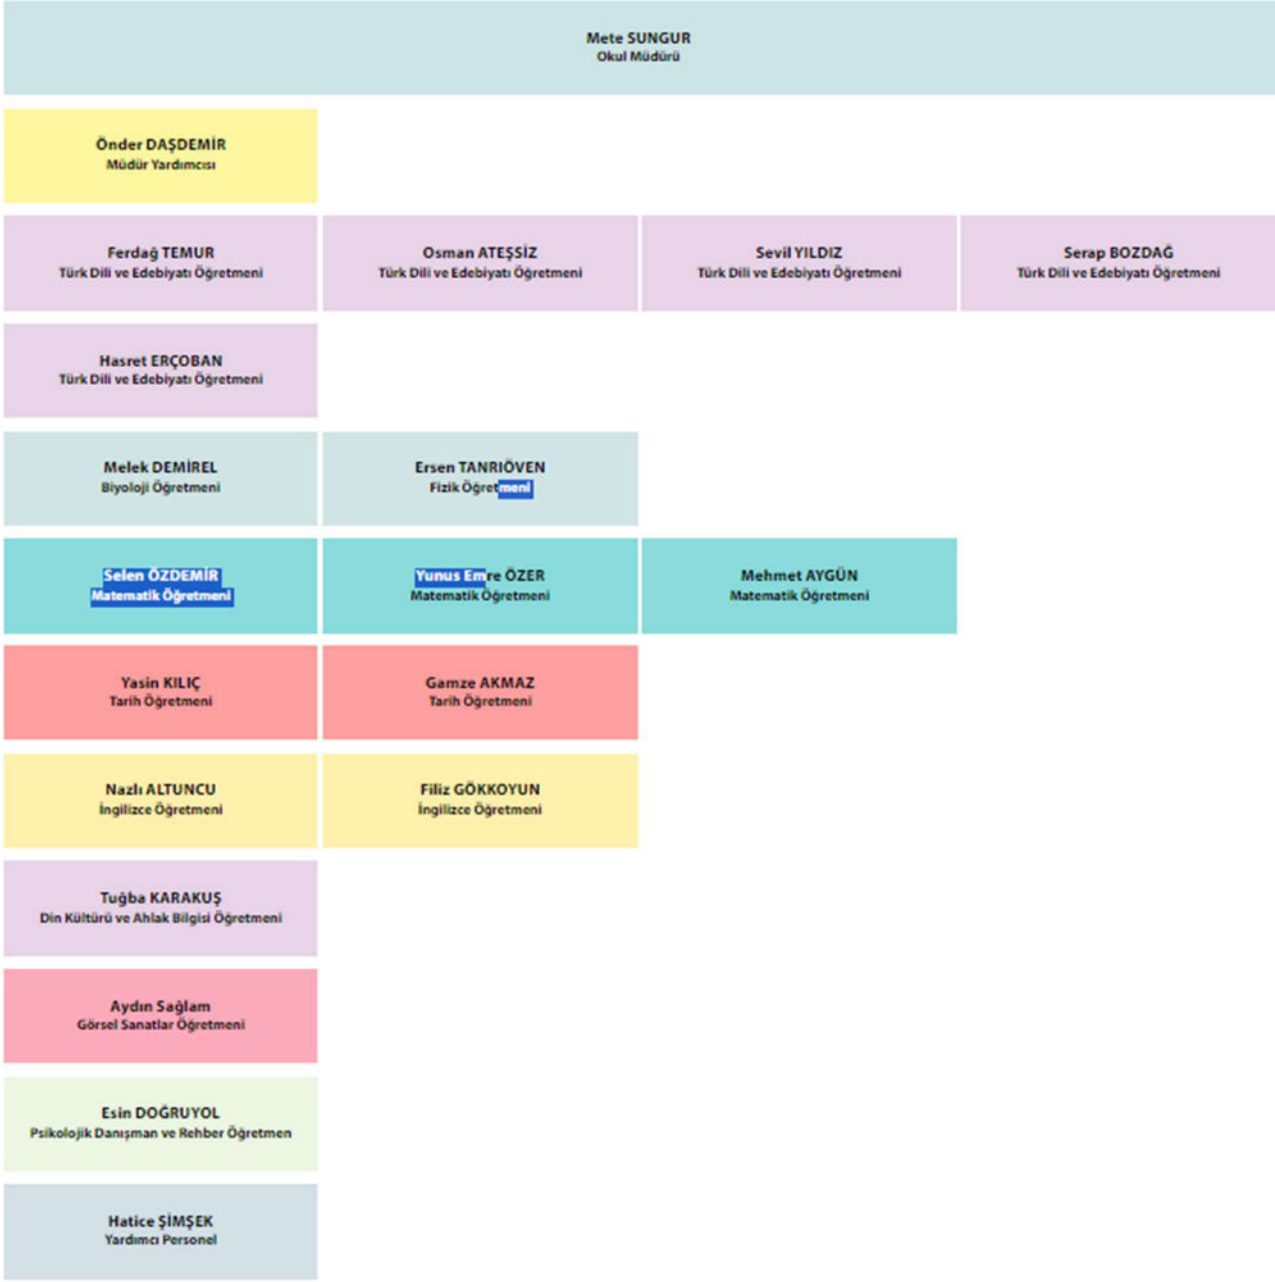 Mete SUNGUR
Okul Müdürü
Önder DAŞDEMİR
Müdür Yardımcısı
Ferdağ TEMUR
Türk Dili ve Edebiyatı Öğretmeni
Osman ATEŞSİZ
Türk Dili ve Edebiyatı Öğretmeni
Sevil YILDIZ
Türk Dili ve Edebiyatı Öğretmeni
Serap BOZDAĞ
Türk Dili ve Edebiyatı Öğretmeni
Hasret ERÇOBAN
Türk Dili ve Edebiyatı Öğretmeni
Melek DEMİREL
Biyoloji Öğretmeni
Ersen TANRIÖVEN
Fizik Öğretmeni
Selen ÖZDEMİR
Matematik Öğretmeni
Yunus Emre ÖZER
Matematik Öğretmeni
Mehmet AYGÜN
Matematik Öğretmeni
Yasin KILIÇ
Tarih Öğretmeni
Gamze AKMAZ
Tarih Öğretmeni
Nazlı ALTUNCU
İngilizce Öğretmeni
Filiz GÖKKOYUN
İngilizce Öğretmeni
Tuğba KARAKUŞ
Din Kültürü ve Ahlak Bilgisi Öğretmeni
Aydın Sağlam
Görsel Sanatlar Öğretmeni
Esin DOĞRUYOL
Psikolojik Danışman ve Rehber Öğretmen
Hatice ŞİMŞEK
Yardımcı Personel